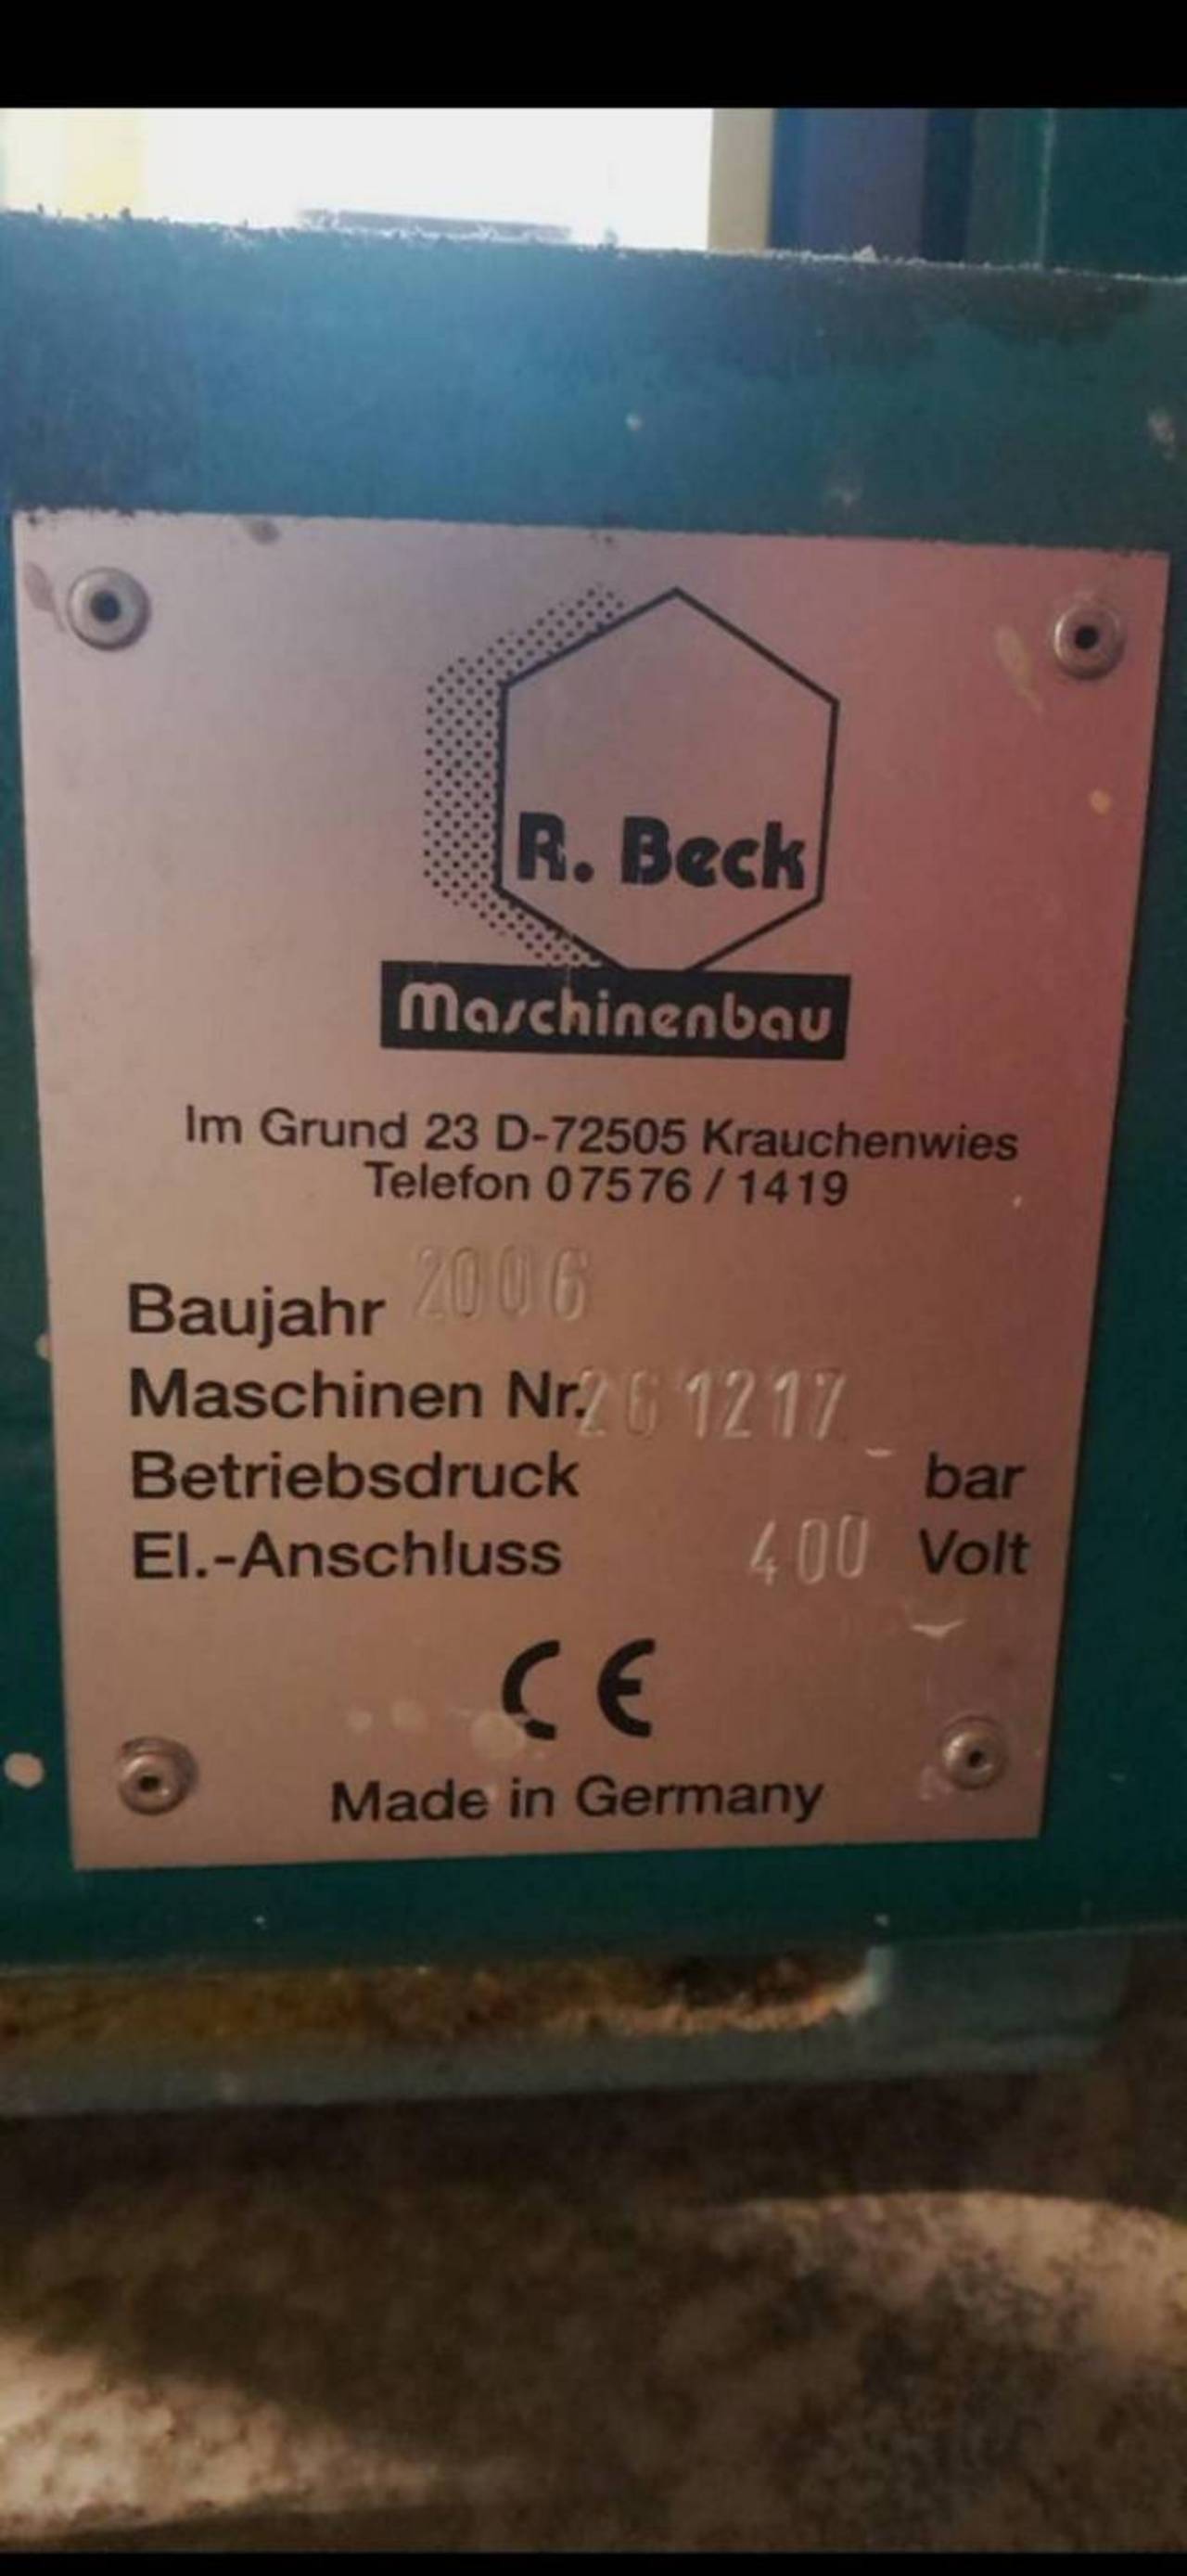 R. Beck
Maschinenbau
Im Grund 23 D-72505 Krauchenwies
Telefon 07576 / 1419
Baujahr 2006
Maschinen Nr. 261217
Betriebsdruck - bar
El.-Anschluss 400 Volt
CE
Made in Germany